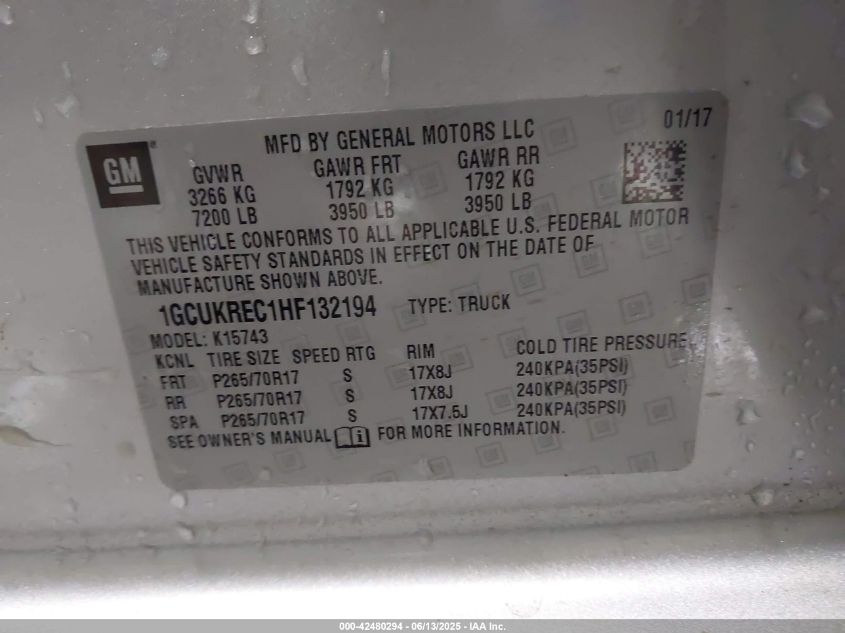 MFD BY GENERAL MOTORS LLC 01/17
GM
GVWR GAWR FRT GAWR RR
3266 KG 1792 KG 1792 KG
7200 LB 3950 LB 3950 LB
THIS VEHICLE CONFORMS TO ALL APPLICABLE U.S. FEDERAL MOTOR
VEHICLE SAFETY STANDARDS IN EFFECT ON THE DATE OF
MANUFACTURE SHOWN ABOVE.
1GCUKREC1HF132194 TYPE: TRUCK
MODEL: K15743
KCNL TIRE SIZE SPEED RTG RIM COLD TIRE PRESSURE
FRT P265/70R17 S 17X8J 240KPA(35PSI)
RR P265/70R17 S 17X8J 240KPA(35PSI)
SPA P265/70R17 S 17X7.5J 240KPA(35PSI)
SEE OWNER'S MANUAL FOR MORE INFORMATION.
000-42480294 - 06/13/2025 - IAA Inc.